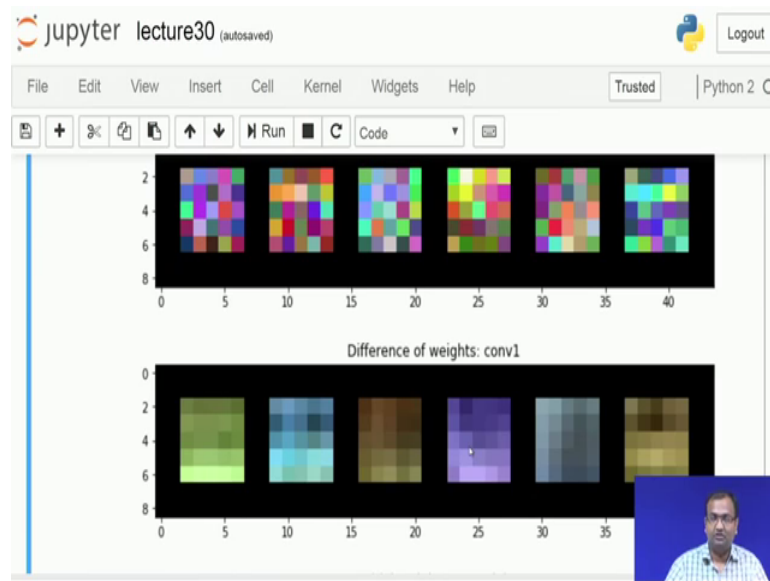 jupyter lecture30 (autosaved) Logout
File Edit View Insert Cell Kernel Widgets Help Trusted Python 2
Run Code
2
4
6
8
0 5 10 15 20 25 30 35 40
Difference of weights: conv1
0
2
4
6
8
0 5 10 15 20 25 30 35